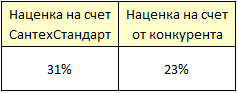 Наценка на счет
СантехСтандарт
Наценка на счет
от конкурента
31%
23%